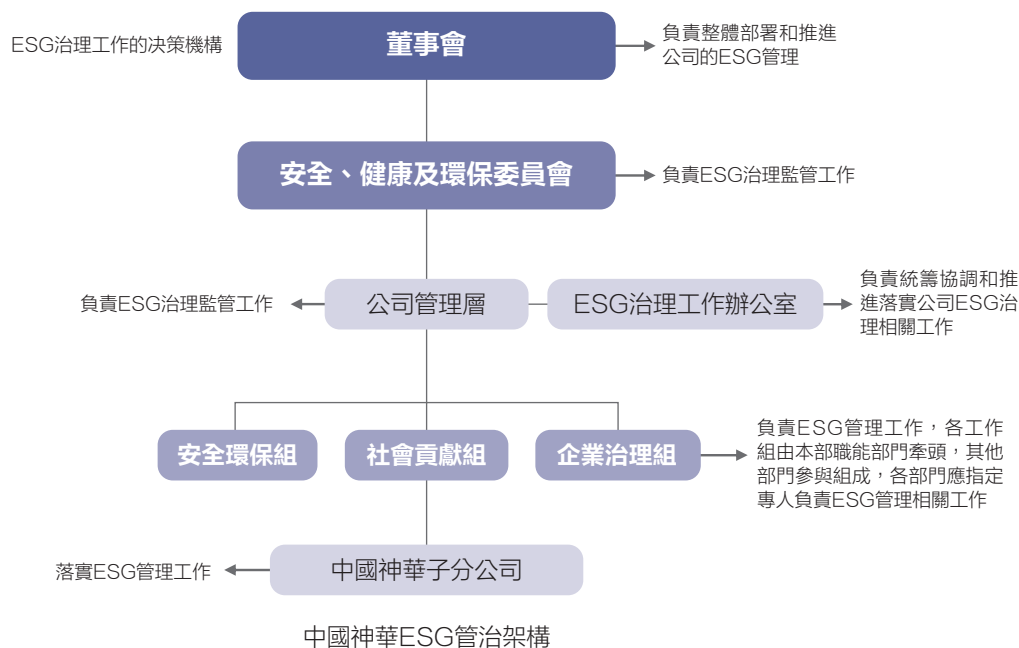 ESG治理工作的决策機構
董事會
負責整體部署和推進
公司的ESG管理
安全、健康及環保委員會
負責ESG治理監管工作
負責ESG治理監管工作
公司管理層
ESG治理工作辦公室
負責統籌協調和推
進落實公司ESG治
理相關工作
安全環保組
社會貢獻組
企業治理組
負責ESG管理工作，各工作
組由本部職能部門牽頭，其他
部門參與組成，各部門應指定
專人負責ESG管理相關工作
落實ESG管理工作
中國神華子分公司
中國神華ESG管治架構